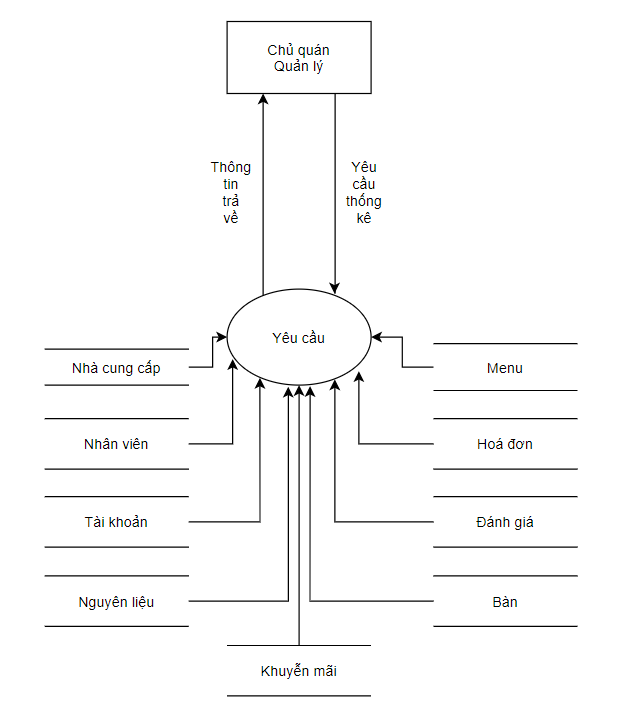 Chủ quán
Quản lý
Thông
tin
trả
về
Yêu
cầu
thống
kê
Yêu cầu
Nhà cung cấp
Menu
Nhân viên
Hoá đơn
Tài khoản
Đánh giá
Nguyên liệu
Bàn
Khuyễn mãi